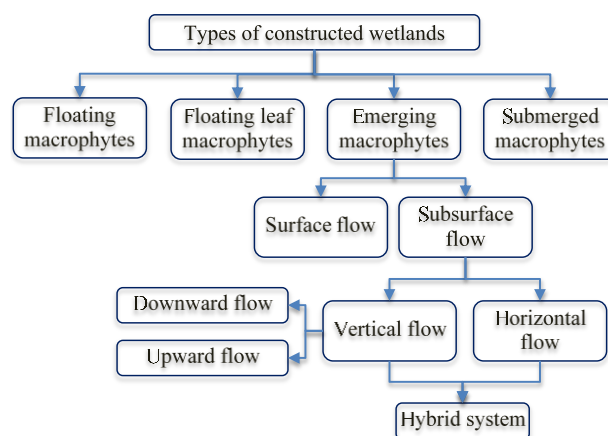 Types of constructed wetlands
Floating
macrophytes
Floating leaf
macrophytes
Emerging
macrophytes
Submerged
macrophytes
Surface flow
Subsurface
flow
Downward flow
Upward flow
Vertical flow
Horizontal
flow
Hybrid system